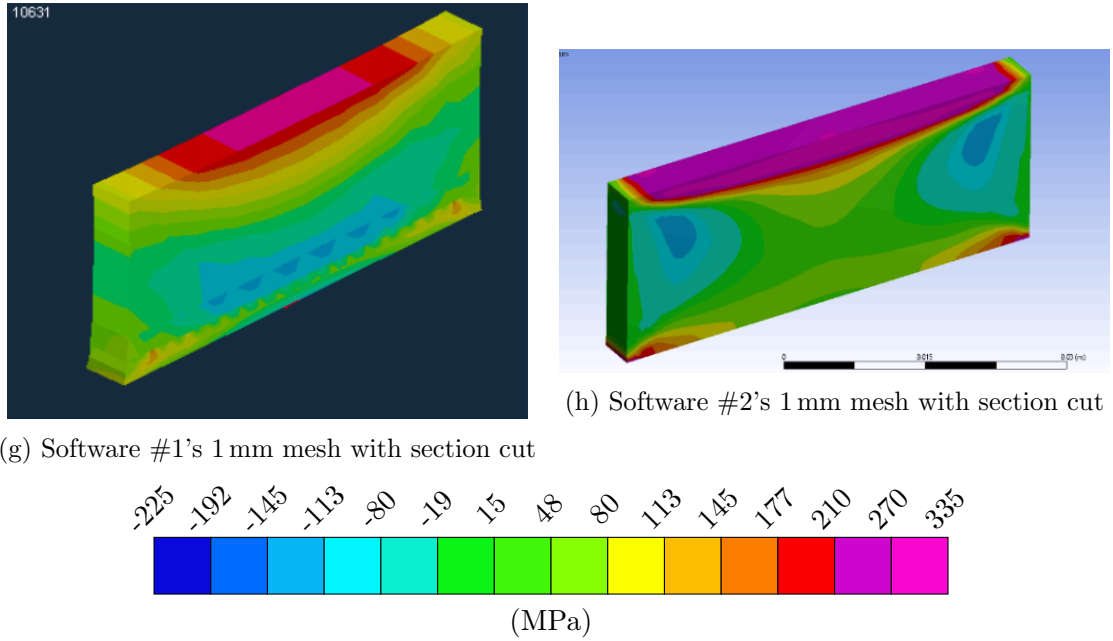 10631
0
0.015
0.03 (m)
(g) Software #1's 1 mm mesh with section cut
(h) Software #2's 1 mm mesh with section cut
-225 -192 -145 -113 -80 -19 15 48 80 113 145 177 210 270 335
(MPa)